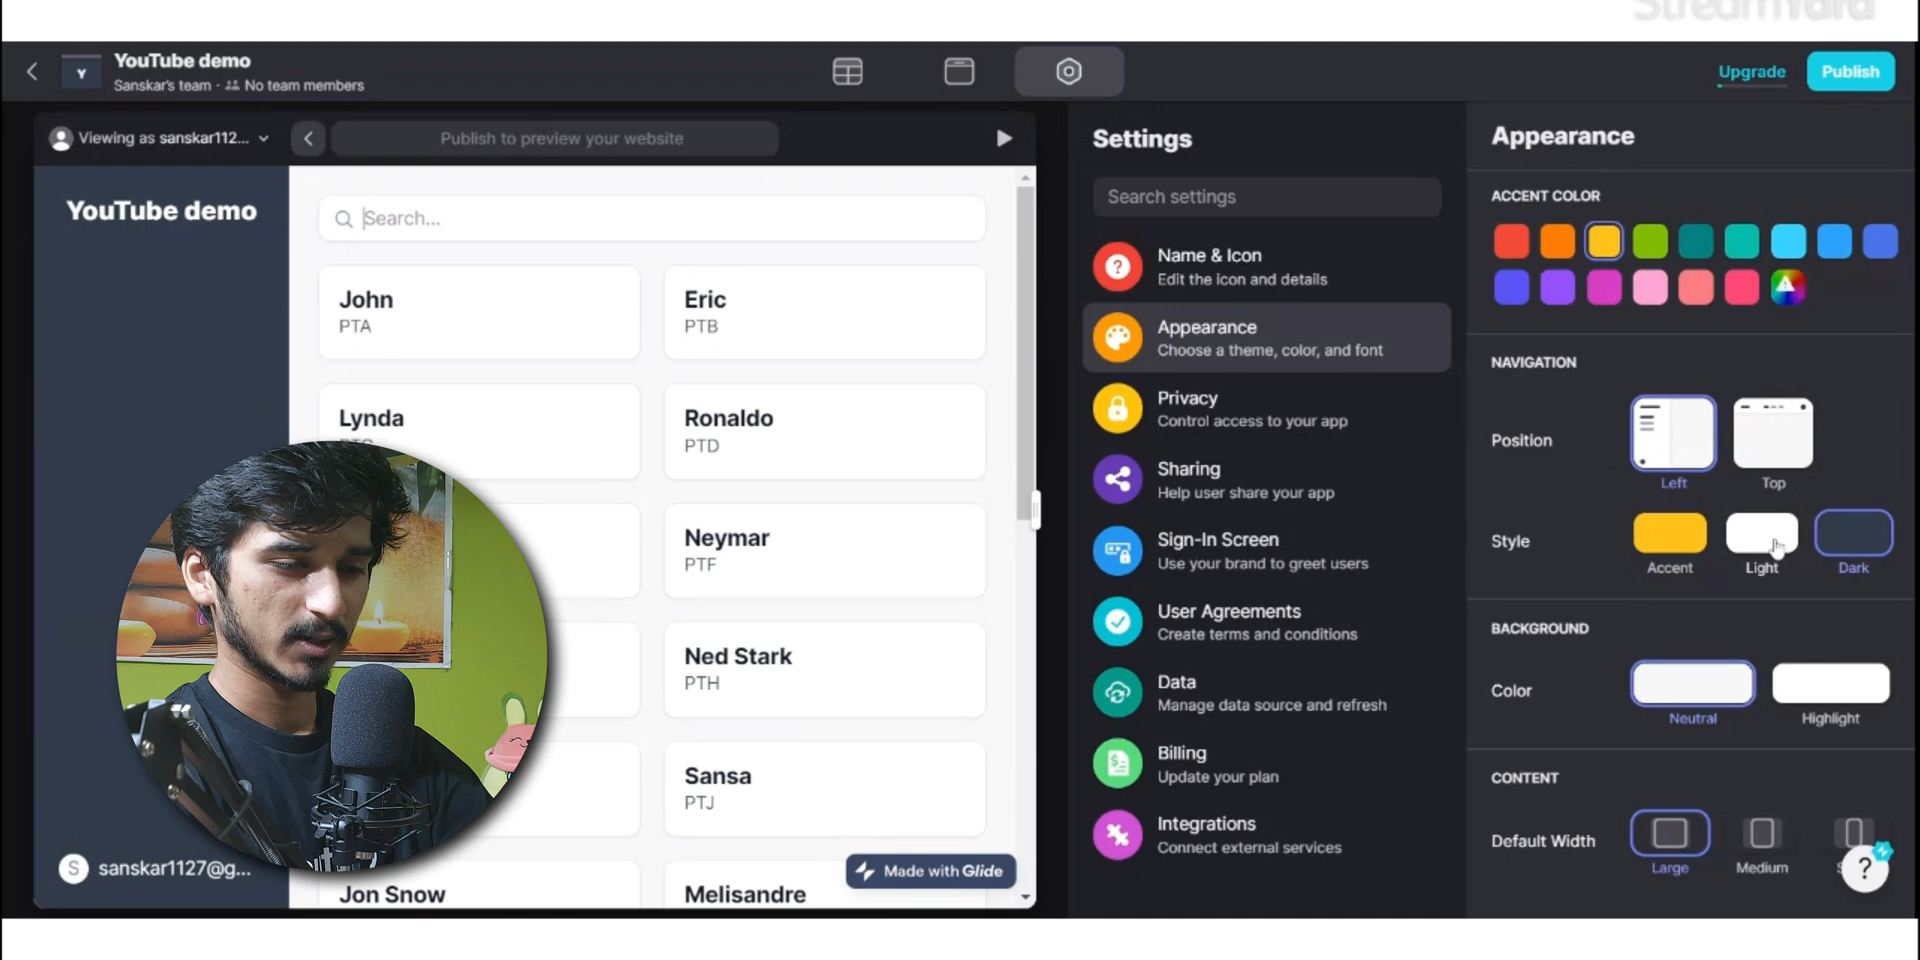 StreamYard
YouTube demo
Sanskar's team · No team members
Upgrade
Publish
Viewing as sanskar112...
Publish to preview your website
YouTube demo
Search...
John
PTA
Eric
PTB
Lynda
Ronaldo
PTD
Neymar
PTF
Ned Stark
PTH
Sansa
PTJ
Jon Snow
Melisandre
sanskar1127@g...
S
Made with Glide
Settings
Search settings
Name & Icon
Edit the icon and details
Appearance
Choose a theme, color, and font
Privacy
Control access to your app
Sharing
Help user share your app
Sign-In Screen
Use your brand to greet users
User Agreements
Create terms and conditions
Data
Manage data source and refresh
Billing
Update your plan
Integrations
Connect external services
Appearance
ACCENT COLOR
NAVIGATION
Position
Left
Top
Style
Accent
Light
Dark
BACKGROUND
Color
Neutral
Highlight
CONTENT
Default Width
Large
Medium
?